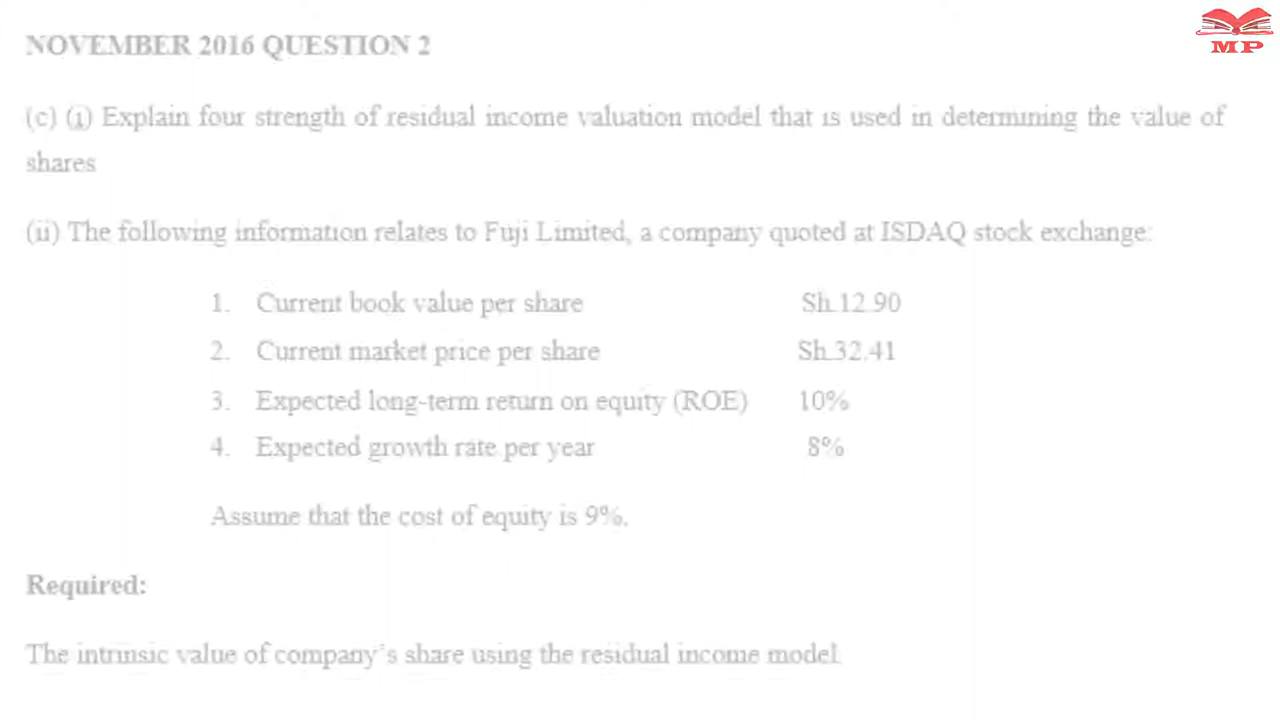 MP
NOVEMBER 2016 QUESTION 2
(c) (i) Explain four strength of residual income valuation model that is used in determining the value of
shares
(ii) The following information relates to Fuji Limited, a company quoted at ISDAQ stock exchange:
1. Current book value per share Sh.12.90
2. Current market price per share Sh.32.41
3. Expected long-term return on equity (ROE) 10%
4. Expected growth rate per year 8%
Assume that the cost of equity is 9%.
Required:
The intrinsic value of company's share using the residual income model.